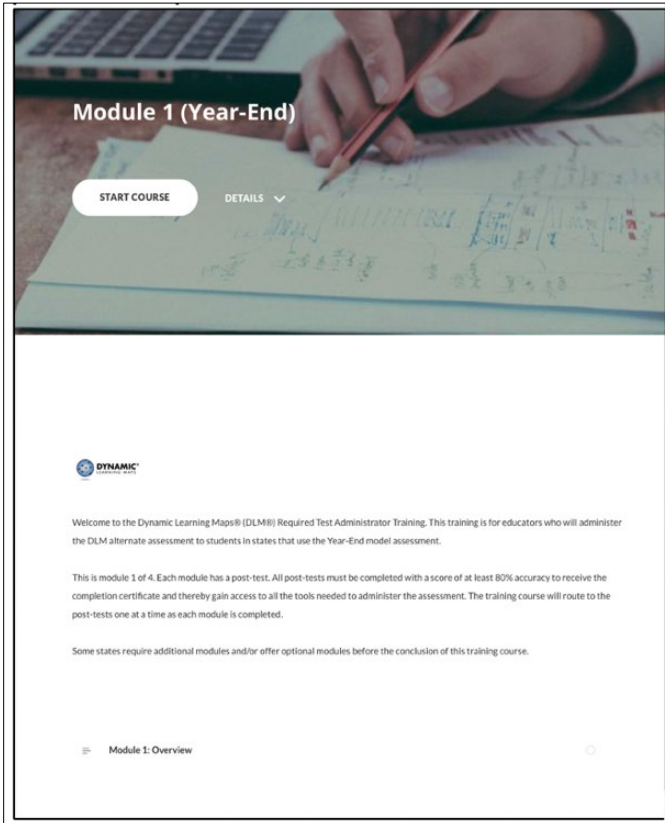 Module 1 (Year-End)
START COURSE
DETAILS
DYNAMIC®
LEARNING MAPS
Welcome to the Dynamic Learning Maps® (DLM®) Required Test Administrator Training. This training is for educators who will administer
the DLM alternate assessment to students in states that use the Year-End model assessment.
This is module 1 of 4. Each module has a post-test. All post-tests must be completed with a score of at least 80% accuracy to receive the
completion certificate and thereby gain access to all the tools needed to administer the assessment. The training course will route to the
post-tests one at a time as each module is completed.
Some states require additional modules and/or offer optional modules before the conclusion of this training course.
Module 1: Overview